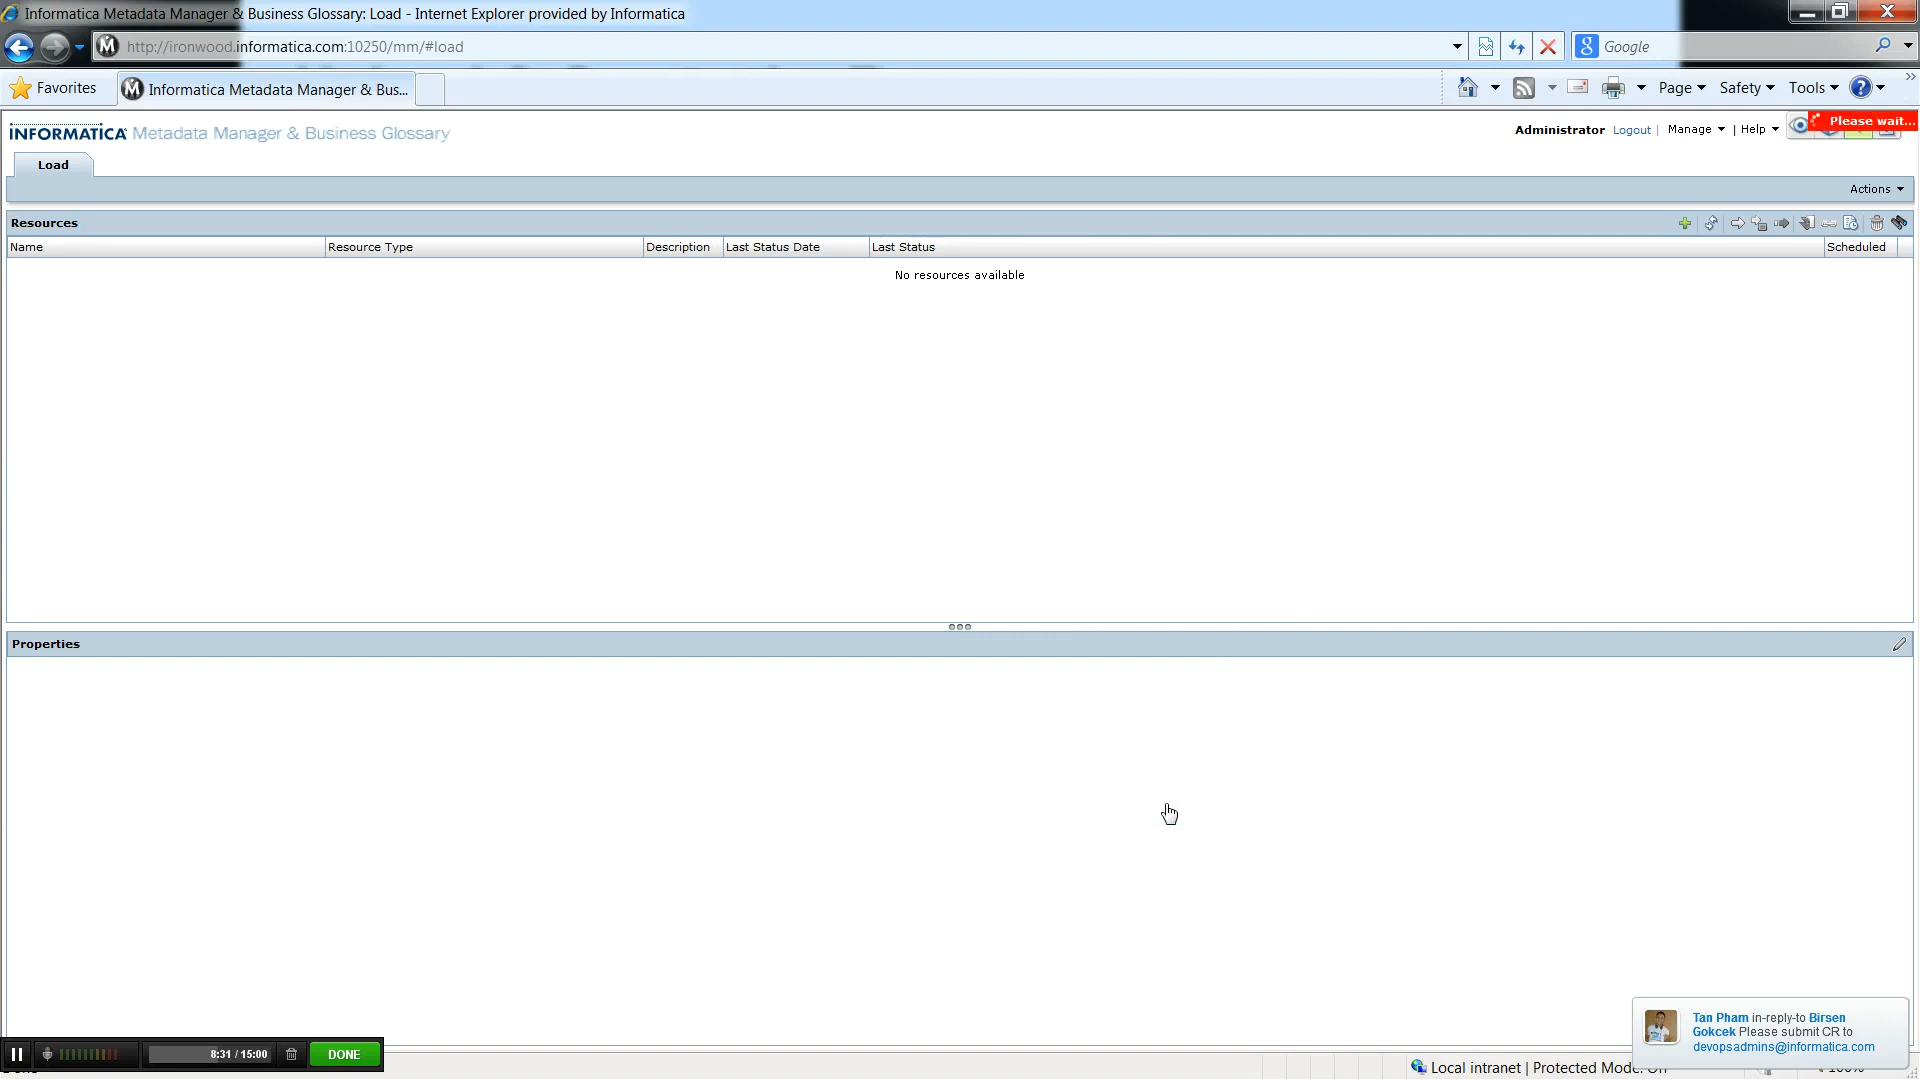 Informatica Metadata Manager & Business Glossary: Load - Internet Explorer provided by Informatica
http://ironwood.informatica.com:10250/mm/#load
Google
Favorites
Informatica Metadata Manager & Bus...
Page
Safety
Tools
INFORMATICA Metadata Manager & Business Glossary
Administrator Logout | Manage | Help
Please wait...
Load
Actions
Resources
Name Resource Type Description Last Status Date Last Status Scheduled
No resources available
Properties
Tan Pham in-reply-to Birsen
Gokcek Please submit CR to
devopsadmins@informatica.com
8:31 / 15:00
DONE
Local intranet | Protected Mode: